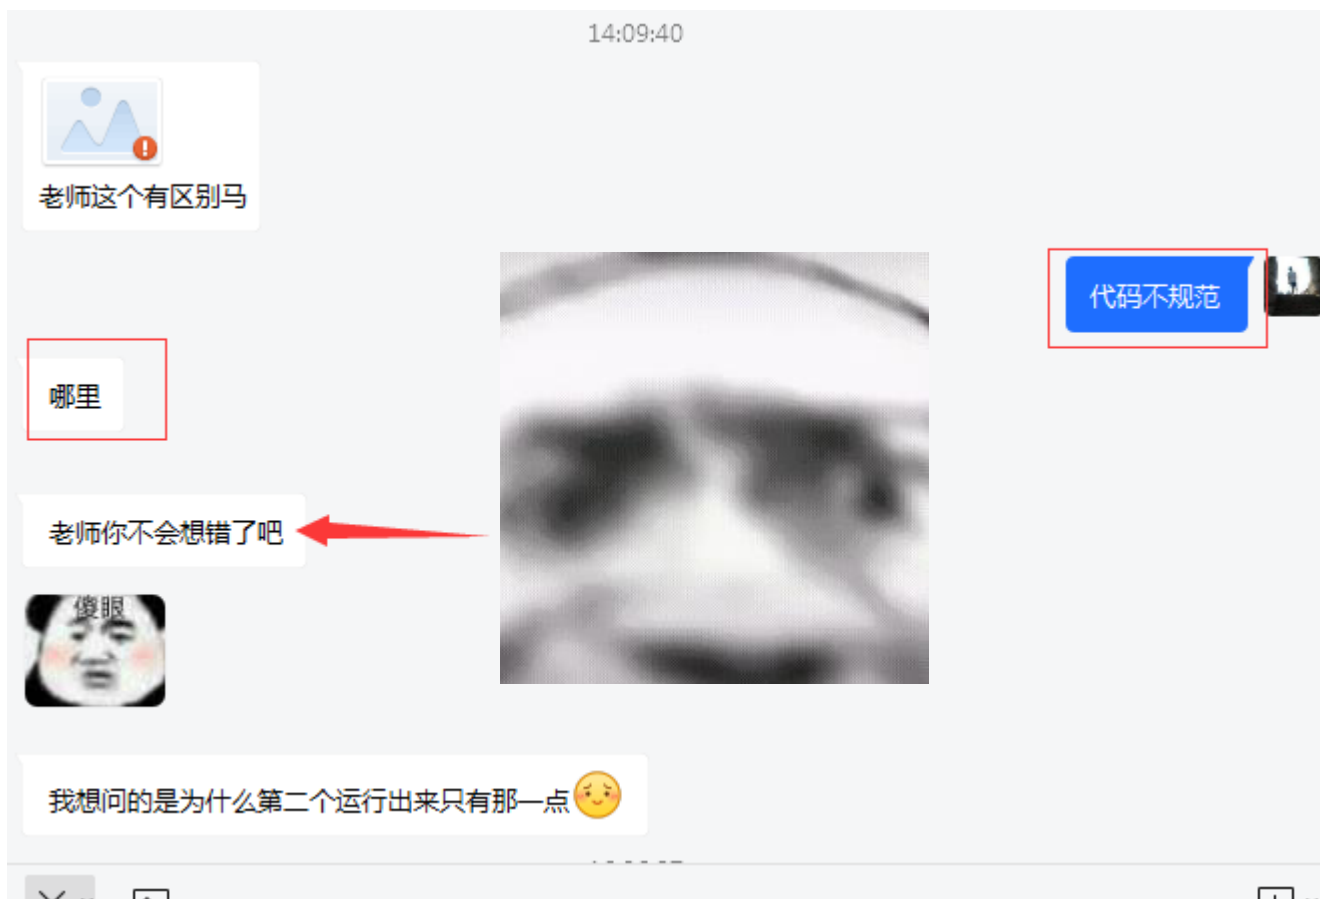 14:09:40
老师这个有区别马
代码不规范
哪里
老师你不会想错了吧
傻眼
我想问的是为什么第二个运行出来只有那一点